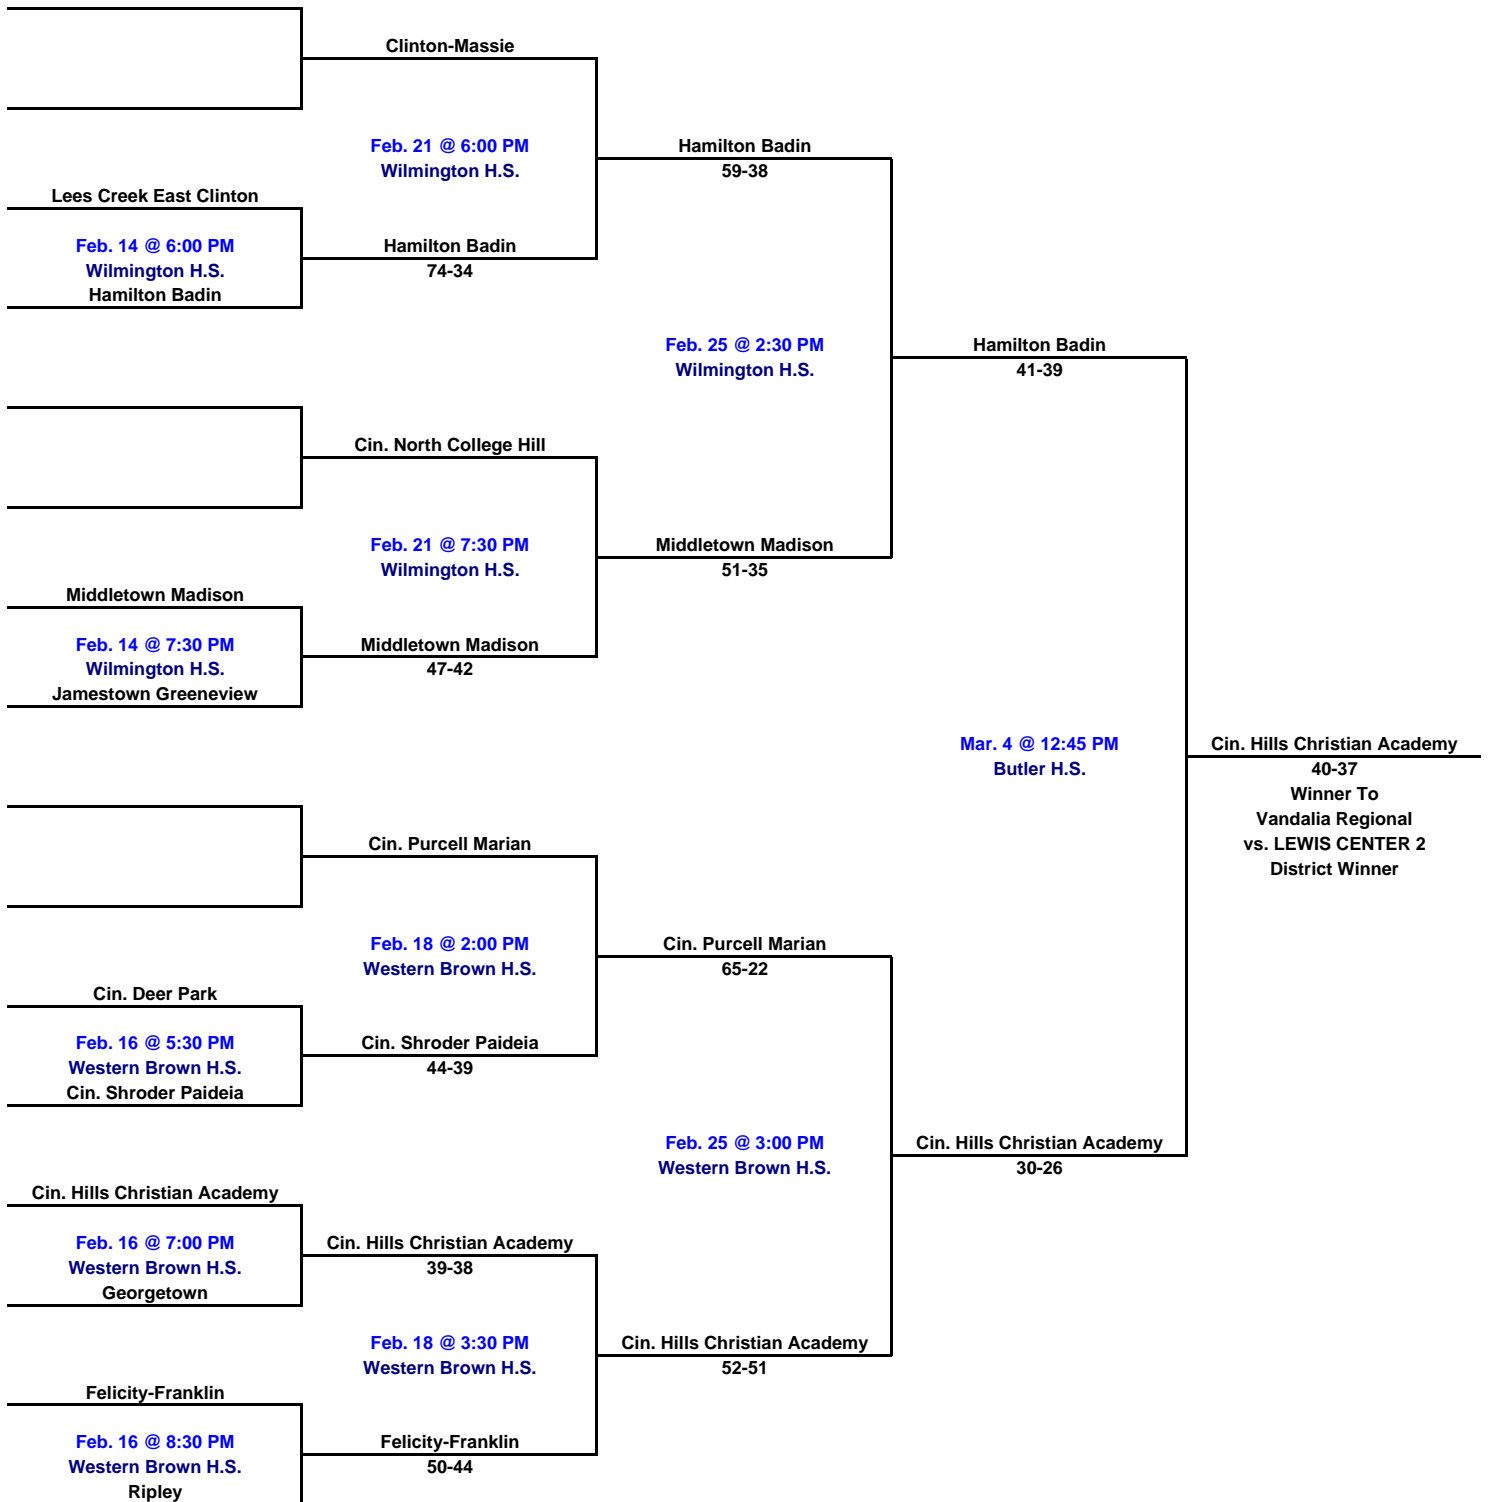 Clinton-Massie
Feb. 21 @ 6:00 PM
Wilmington H.S.
Hamilton Badin
59-38
Lees Creek East Clinton
Feb. 14 @ 6:00 PM
Wilmington H.S.
Hamilton Badin
Hamilton Badin
74-34
Feb. 25 @ 2:30 PM
Wilmington H.S.
Hamilton Badin
41-39
Cin. North College Hill
Feb. 21 @ 7:30 PM
Wilmington H.S.
Middletown Madison
51-35
Middletown Madison
Feb. 14 @ 7:30 PM
Wilmington H.S.
Jamestown Greeneview
Middletown Madison
47-42
Mar. 4 @ 12:45 PM
Butler H.S.
Cin. Hills Christian Academy
40-37
Winner To
Vandalia Regional
vs. LEWIS CENTER 2
District Winner
Cin. Purcell Marian
Feb. 18 @ 2:00 PM
Western Brown H.S.
Cin. Purcell Marian
65-22
Cin. Deer Park
Feb. 16 @ 5:30 PM
Western Brown H.S.
Cin. Shroder Paideia
Cin. Shroder Paideia
44-39
Feb. 25 @ 3:00 PM
Western Brown H.S.
Cin. Hills Christian Academy
30-26
Cin. Hills Christian Academy
Feb. 16 @ 7:00 PM
Western Brown H.S.
Georgetown
Cin. Hills Christian Academy
39-38
Feb. 18 @ 3:30 PM
Western Brown H.S.
Cin. Hills Christian Academy
52-51
Felicity-Franklin
Feb. 16 @ 8:30 PM
Western Brown H.S.
Ripley
Felicity-Franklin
50-44